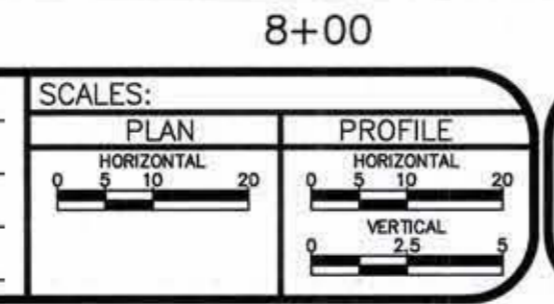 8+00
SCALES:
PLAN
HORIZONTAL
0 5 10 20
PROFILE
HORIZONTAL
0 5 10 20
VERTICAL
0 2.5 5